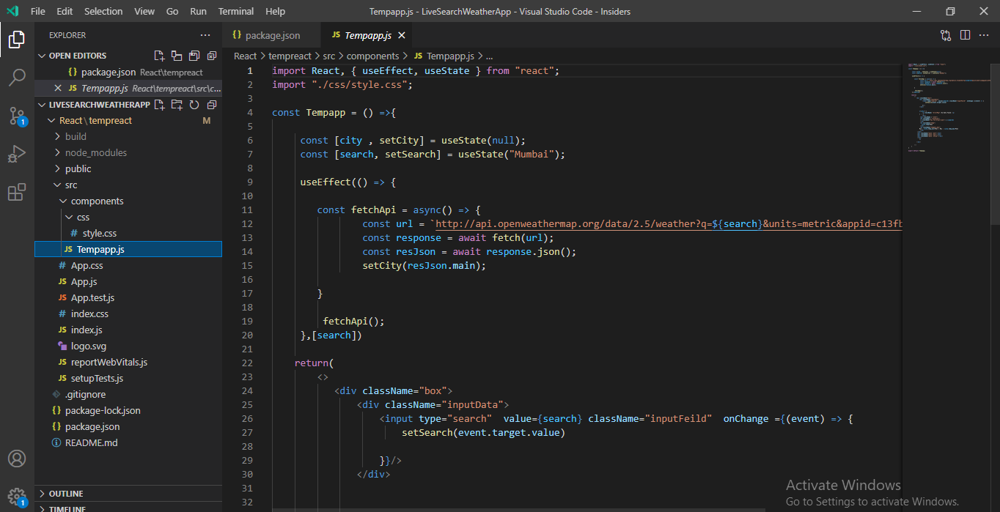 File Edit Selection View Go Run Terminal Help Tempapp.js - LiveSearchWeatherApp - Visual Studio Code - Insiders
EXPLORER
OPEN EDITORS
{} package.json React\tempreact
JS Tempapp.js React\tempreact\src\c...
LIVESEARCHWEATHERAPP
React\tempreact M
build
node_modules
public
src
components
css
# style.css
JS Tempapp.js
# App.css
JS App.js
JS App.test.js
# index.css
JS index.js
logo.svg
JS reportWebVitals.js
JS setupTests.js
.gitignore
{} package-lock.json
{} package.json
README.md
OUTLINE
TIMELINE
1
1
{} package.json JS Tempapp.js
React > tempreact > src > components > JS Tempapp.js > ...
1 import React, { useEffect, useState } from "react";
2 import "./css/style.css";
3
4 const Tempapp = () =>{
5
6 const [city , setCity] = useState(null);
7 const [search, setSearch] = useState("Mumbai");
8
9 useEffect(() => {
10
11 const fetchApi = async() => {
12 const url = `http://api.openweathermap.org/data/2.5/weather?q=${search}&units=metric&appid=c13fb
13 const response = await fetch(url);
14 const resJson = await response.json();
15 setCity(resJson.main);
16
17 }
18
19 fetchApi();
20 },[search])
21
22 return(
23 <>
24 <div className="box">
25 <div className="inputData">
26 <input type="search" value={search} className="inputFeild" onChange ={(event) => {
27 setSearch(event.target.value)
28
29 }}/>
30 </div>
31
32
Activate Windows
Go to Settings to activate Windows.